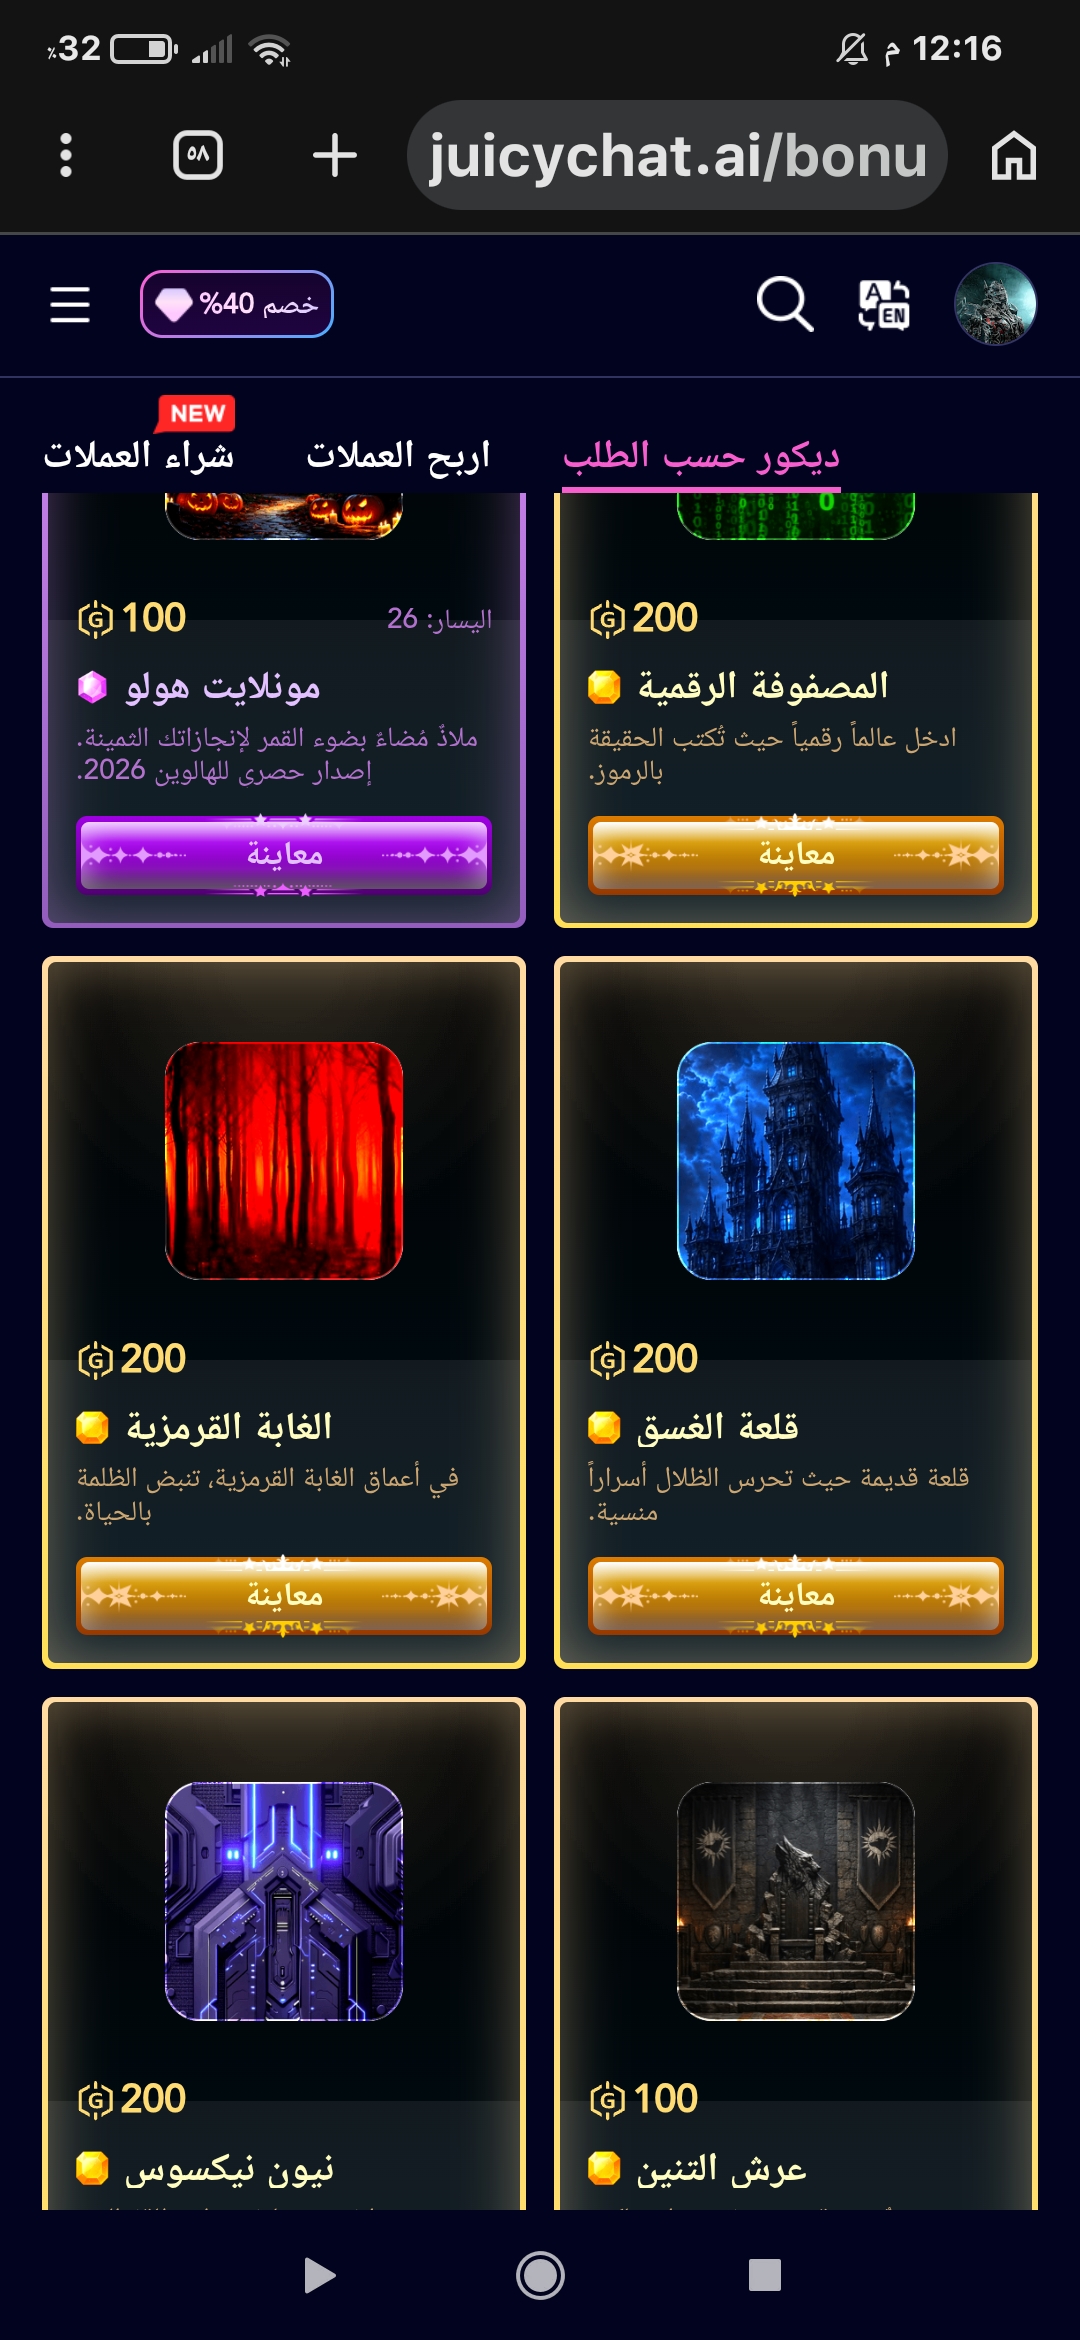 12:16 م
32٪
juicychat.ai/bonu
٥٨
خصم 40%
A EN
NEW
شراء العملات
اربح العملات
ديكور حسب الطلب
100
اليسار: 26
مونلايت هولو
ملاذٌ مُضاءٌ بضوء القمر لإنجازاتك الثمينة.
إصدار حصري للهالوين 2026.
معاينة
200
المصفوفة الرقمية
ادخل عالماً رقمياً حيث تُكتب الحقيقة
بالرموز.
معاينة
200
الغابة القرمزية
في أعماق الغابة القرمزية، تنبض الظلمة
بالحياة.
معاينة
200
قلعة الغسق
قلعة قديمة حيث تحرس الظلال أسراراً
منسية.
معاينة
200
نيون نيكسوس
100
عرش التنين